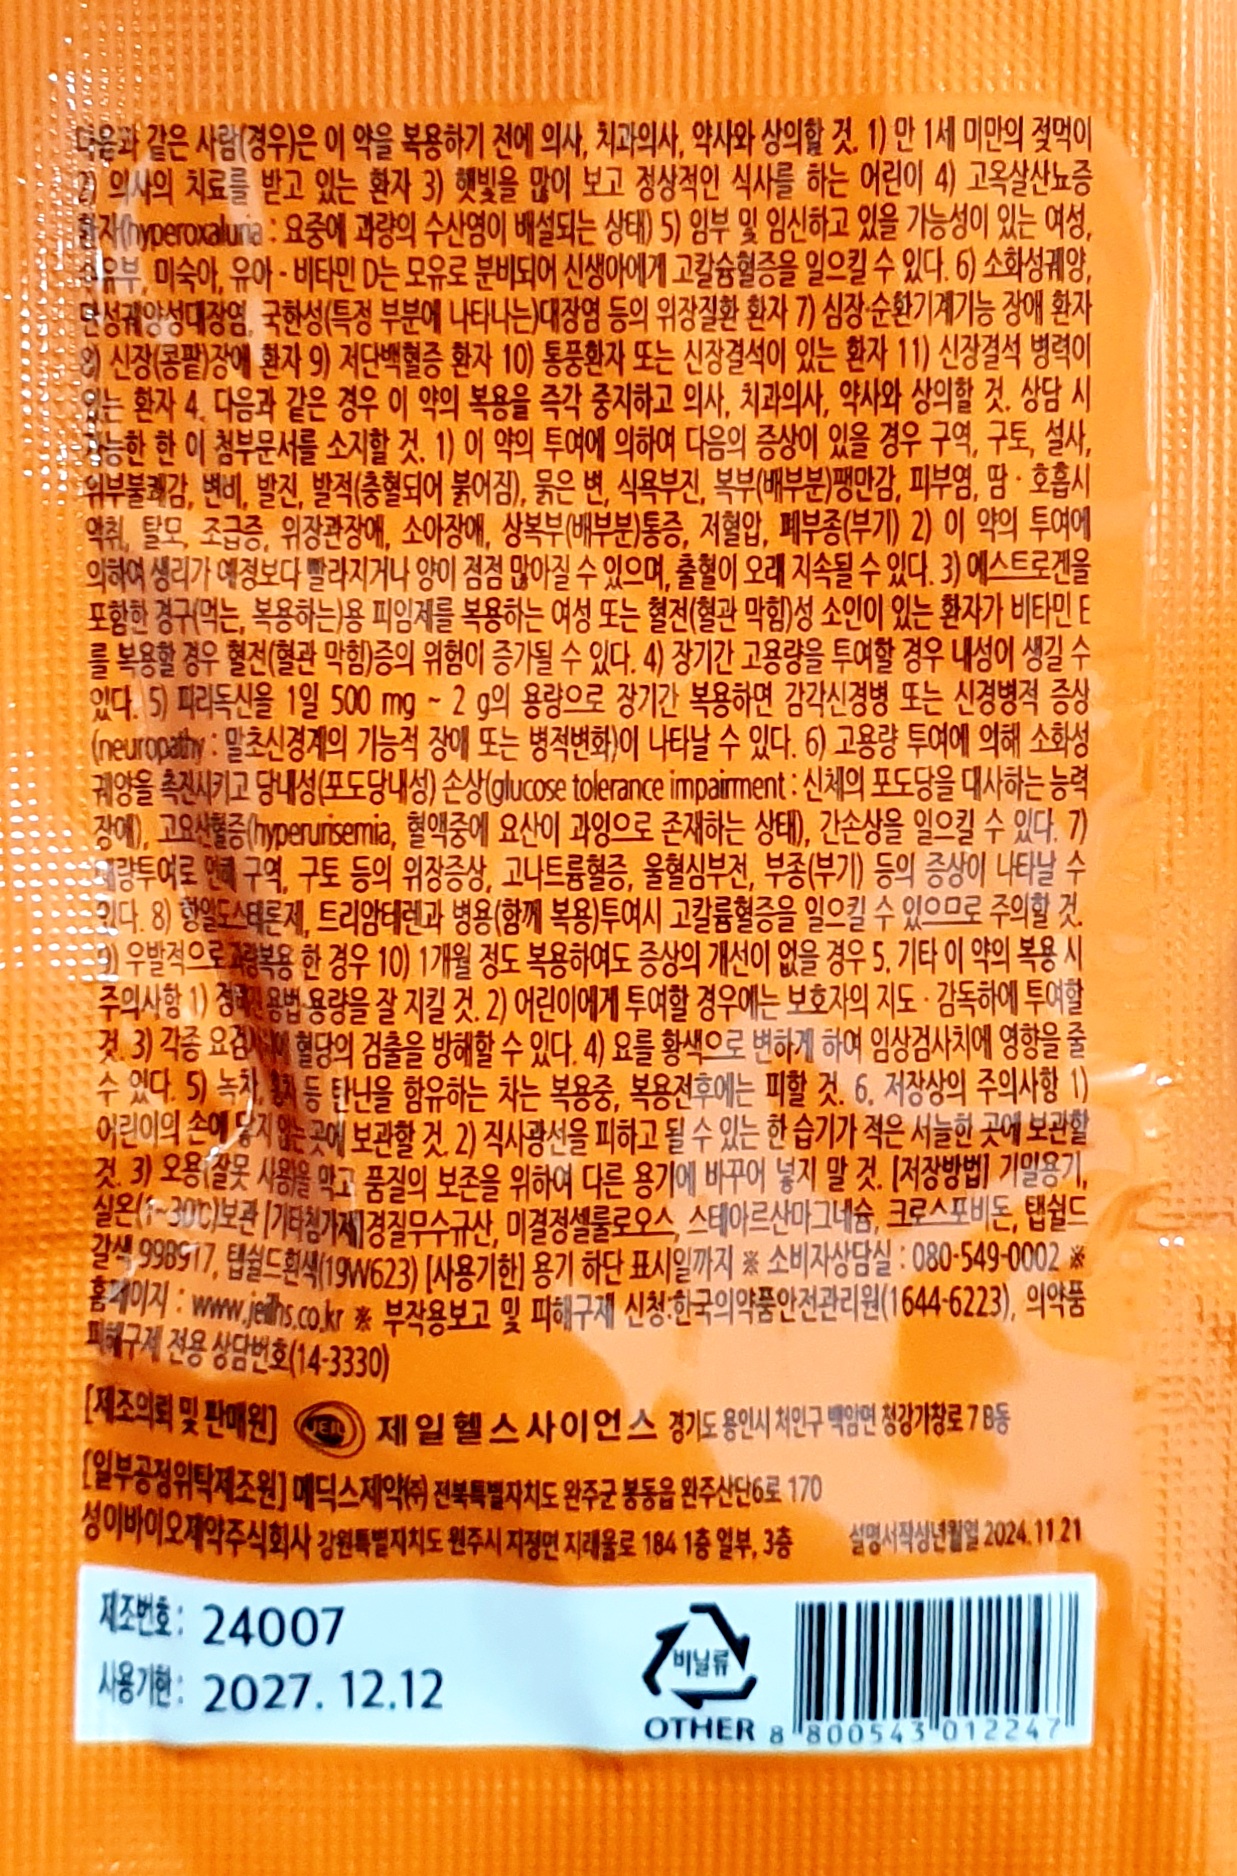 다음과 같은 사람(경우)은 이 약을 복용하기 전에 의사, 치과의사, 약사와 상의할 것. 1) 만 1세 미만의 젖먹이
2) 의사의 치료를 받고 있는 환자 3) 햇빛을 많이 보고 정상적인 식사를 하는 어린이 4) 고옥살산뇨증
환자(hyperoxaluria : 요중에 과량의 수산염이 배설되는 상태) 5) 임부 및 임신하고 있을 가능성이 있는 여성,
수유부, 미숙아, 유아 - 비타민 D는 모유로 분비되어 신생아에게 고칼슘혈증을 일으킬 수 있다. 6) 소화성궤양,
만성궤양성대장염, 국한성(특정 부분에 나타나는)대장염 등의 위장질환 환자 7) 심장·순환기계기능 장애 환자
8) 신장(콩팥)장애 환자 9) 저단백혈증 환자 10) 통풍환자 또는 신장결석이 있는 환자 11) 신장결석 병력이
있는 환자 4. 다음과 같은 경우 이 약의 복용을 즉각 중지하고 의사, 치과의사, 약사와 상의할 것. 상담 시
가능한 한 이 첨부문서를 소지할 것. 1) 이 약의 투여에 의하여 다음의 증상이 있을 경우 구역, 구토, 설사,
위부불쾌감, 변비, 발진, 발적(충혈되어 붉어짐), 묽은 변, 식욕부진, 복부(배부분)팽만감, 피부염, 땀 · 호흡시
악취, 탈모, 조급증, 위장관장애, 소아장애, 상복부(배부분)통증, 저혈압, 폐부종(부기) 2) 이 약의 투여에
의하여 생리가 예정보다 빨라지거나 양이 점점 많아질 수 있으며, 출혈이 오래 지속될 수 있다. 3) 에스트로겐을
포함한 경구(먹는, 복용하는)용 피임제를 복용하는 여성 또는 혈전(혈관 막힘)성 소인이 있는 환자가 비타민 E
를 복용할 경우 혈전(혈관 막힘)증의 위험이 증가될 수 있다. 4) 장기간 고용량을 투여할 경우 내성이 생길 수
있다. 5) 피리독신을 1일 500 mg ~ 2 g의 용량으로 장기간 복용하면 감각신경병 또는 신경병적 증상
(neuropathy : 말초신경계의 기능적 장애 또는 병적변화)이 나타날 수 있다. 6) 고용량 투여에 의해 소화성
궤양을 촉진시키고 당내성(포도당내성) 손상(glucose tolerance impairment : 신체의 포도당을 대사하는 능력
장애), 고요산혈증(hyperurisemia, 혈액중에 요산이 과잉으로 존재하는 상태), 간손상을 일으킬 수 있다. 7)
대량투여로 인해 구역, 구토 등의 위장증상, 고나트륨혈증, 울혈심부전, 부종(부기) 등의 증상이 나타날 수
있다. 8) 항알도스테론제, 트리암테렌과 병용(함께 복용)투여시 고칼륨혈증을 일으킬 수 있으므로 주의할 것.
9) 우발적으로 과량복용 한 경우 10) 1개월 정도 복용하여도 증상의 개선이 없을 경우 5. 기타 이 약의 복용 시
주의사항 1) 정해진 용법·용량을 잘 지킬 것. 2) 어린이에게 투여할 경우에는 보호자의 지도 · 감독하에 투여할
것. 3) 각종 요검사시 혈당의 검출을 방해할 수 있다. 4) 요를 황색으로 변하게 하여 임상검사치에 영향을 줄
수 있다. 5) 녹차, 홍차 등 탄닌을 함유하는 차는 복용중, 복용전후에는 피할 것. 6. 저장상의 주의사항 1)
어린이의 손에 닿지 않는 곳에 보관할 것. 2) 직사광선을 피하고 될 수 있는 한 습기가 적은 서늘한 곳에 보관할
것. 3) 오용(잘못 사용)을 막고 품질의 보존을 위하여 다른 용기에 바꾸어 넣지 말 것. [저장방법] 기밀용기,
실온(1~30℃)보관 [기타첨가제]경질무수규산, 미결정셀룰로오스, 스테아르산마그네슘, 크로스포비돈, 탭쉴드
갈색 99B917, 탭쉴드흰색(19W623) [사용기한] 용기 하단 표시일까지 ※ 소비자상담실 : 080-549-0002 ※
홈페이지 : www.jeilhs.co.kr ※ 부작용보고 및 피해구제 신청:한국의약품안전관리원(1644-6223), 의약품
피해구제 전용 상담번호(14-3330)
[제조의뢰 및 판매원] JEIL 제일헬스사이언스 경기도 용인시 처인구 백암면 청강가창로 7 B동
[일부공정위탁제조원] 메딕스제약(주) 전북특별자치도 완주군 봉동읍 완주산단6로 170
성이바이오제약주식회사 강원특별자치도 원주시 지정면 지래울로 184 1층 일부, 3층 설명서작성년월일 2024.11.21
제조번호: 24007
사용기한: 2027. 12.12
비닐류
OTHER
8 800543 012247